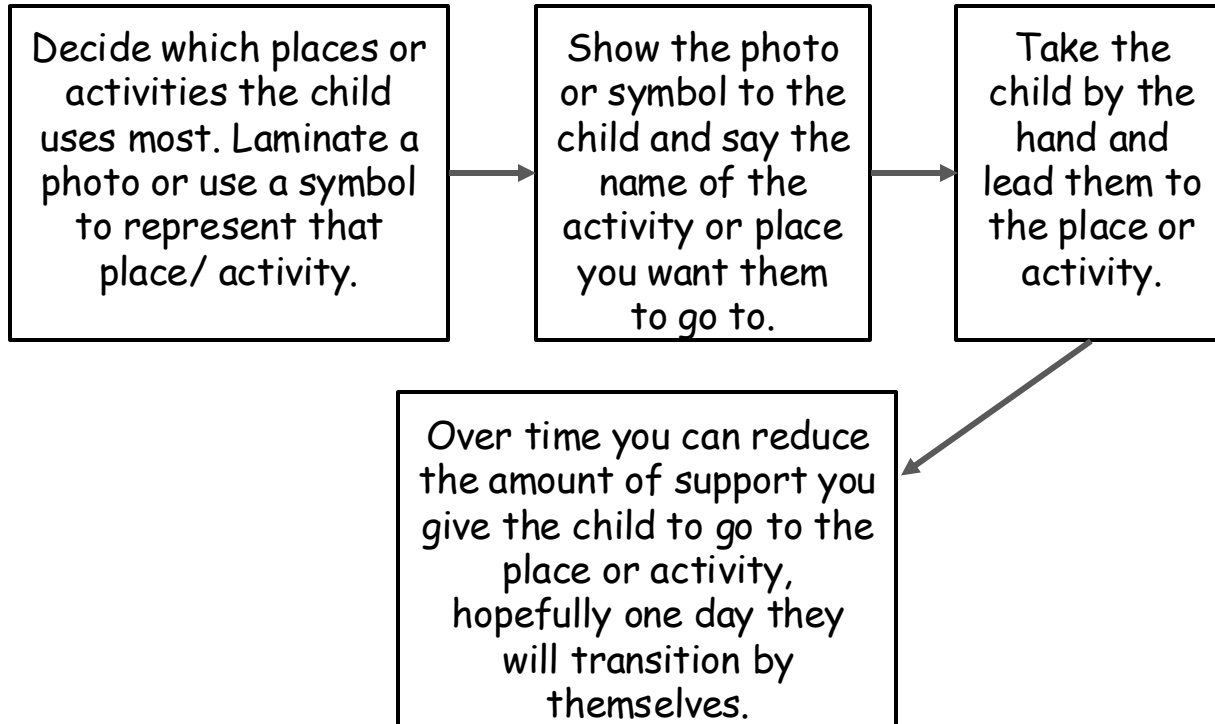 Decide which places or
activities the child
uses most. Laminate a
photo or use a symbol
to represent that
place/ activity.
Show the photo
or symbol to the
child and say the
name of the
activity or place
you want them
to go to.
Take the
child by the
hand and
lead them to
the place or
activity.
Over time you can reduce
the amount of support you
give the child to go to the
place or activity,
hopefully one day they
will transition by
themselves.